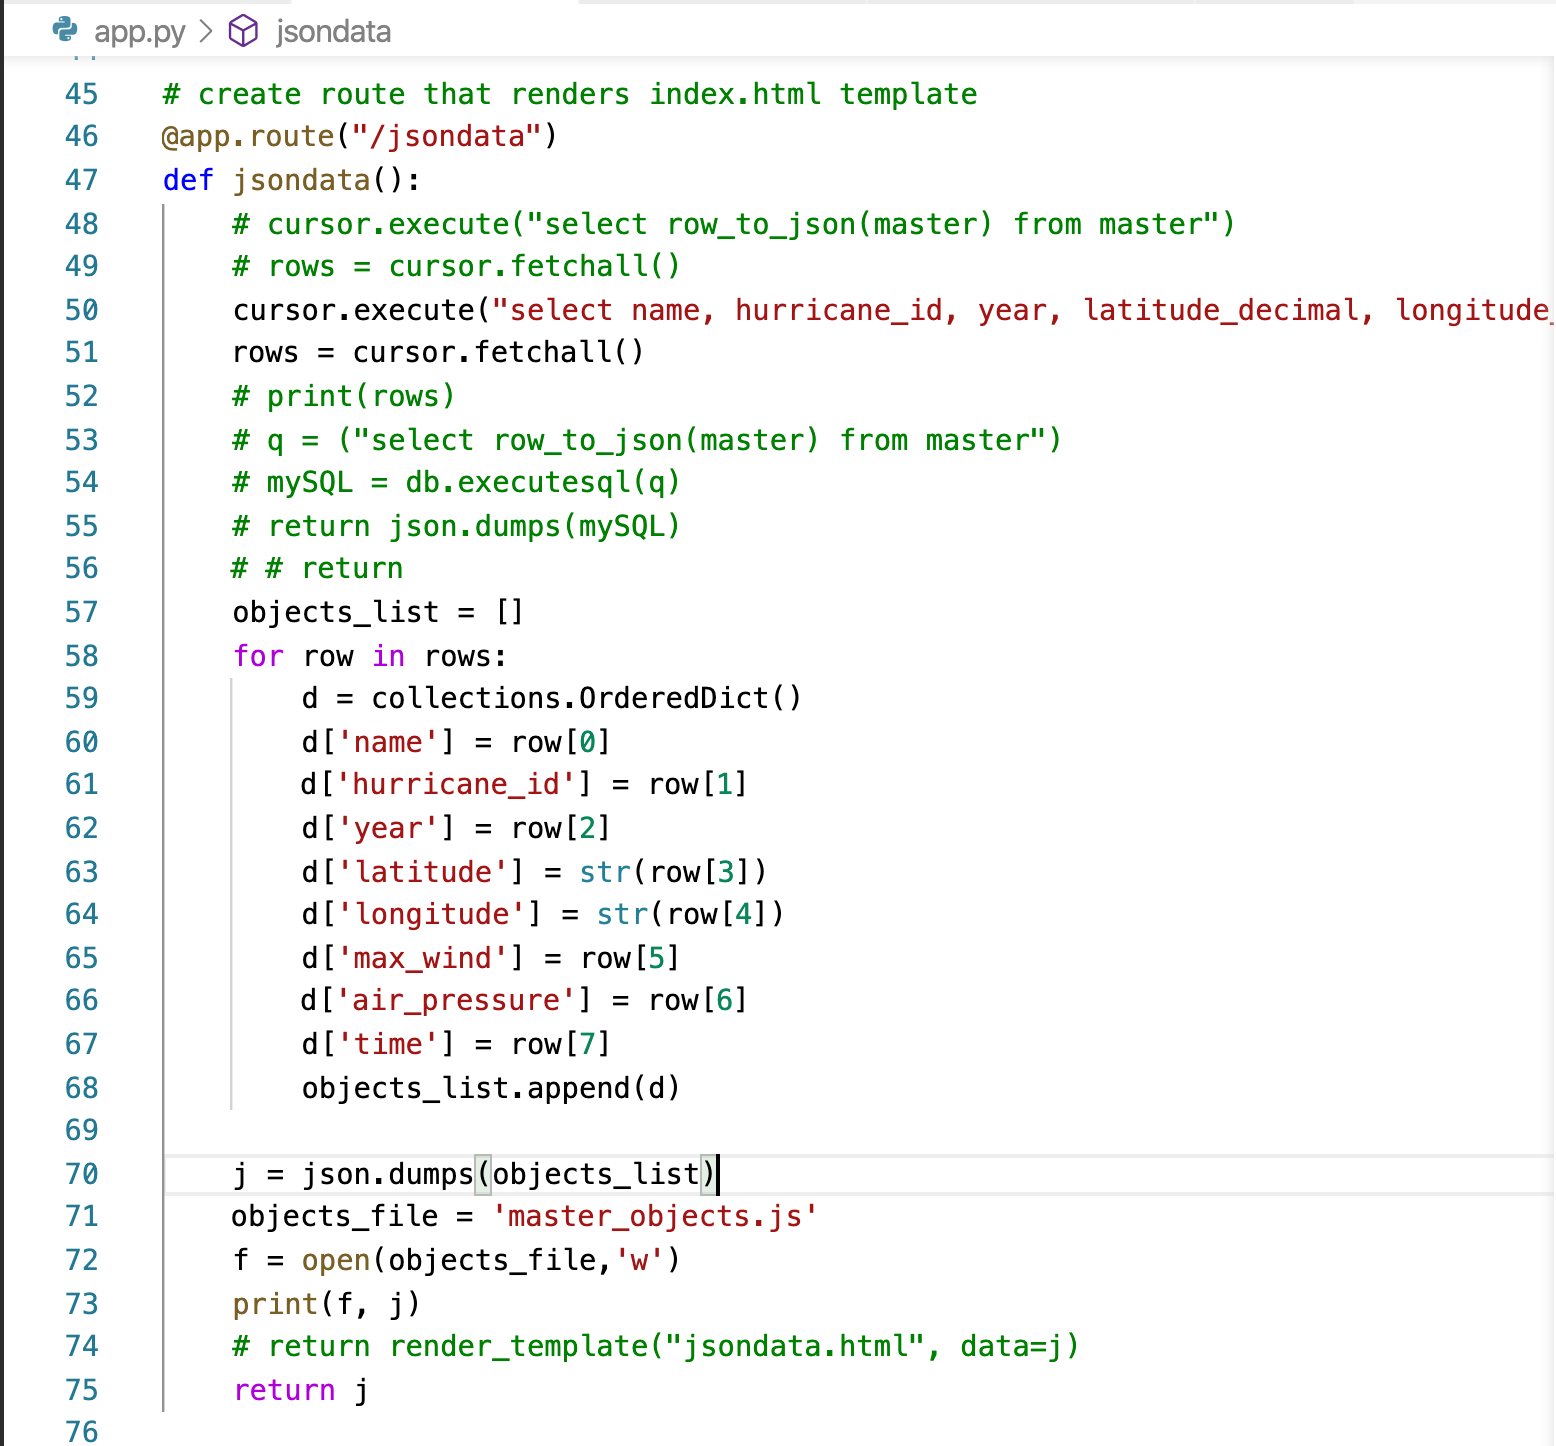 app.py > jsondata
45 # create route that renders index.html template
46 @app.route("/jsondata")
47 def jsondata():
48     # cursor.execute("select row_to_json(master) from master")
49     # rows = cursor.fetchall()
50     cursor.execute("select name, hurricane_id, year, latitude_decimal, longitude_
51     rows = cursor.fetchall()
52     # print(rows)
53     # q = ("select row_to_json(master) from master")
54     # mySQL = db.executesql(q)
55     # return json.dumps(mySQL)
56     # # return
57     objects_list = []
58     for row in rows:
59         d = collections.OrderedDict()
60         d['name'] = row[0]
61         d['hurricane_id'] = row[1]
62         d['year'] = row[2]
63         d['latitude'] = str(row[3])
64         d['longitude'] = str(row[4])
65         d['max_wind'] = row[5]
66         d['air_pressure'] = row[6]
67         d['time'] = row[7]
68         objects_list.append(d)
69
70     j = json.dumps(objects_list)
71     objects_file = 'master_objects.js'
72     f = open(objects_file,'w')
73     print(f, j)
74     # return render_template("jsondata.html", data=j)
75     return j
76